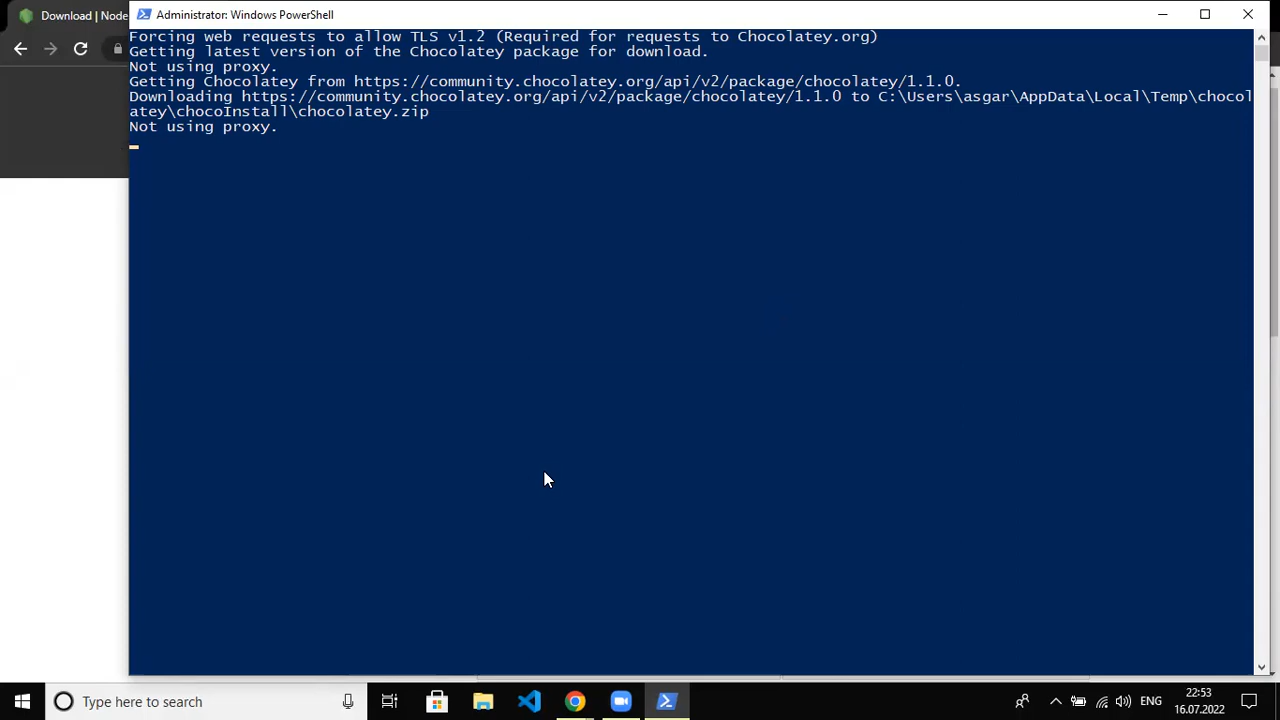 Download | Node
Administrator: Windows PowerShell
Forcing web requests to allow TLS v1.2 (Required for requests to Chocolatey.org)
Getting latest version of the Chocolatey package for download.
Not using proxy.
Getting Chocolatey from https://community.chocolatey.org/api/v2/package/chocolatey/1.1.0.
Downloading https://community.chocolatey.org/api/v2/package/chocolatey/1.1.0 to C:\Users\asgar\AppData\Local\Temp\chocol
atey\chocoInstall\chocolatey.zip
Not using proxy.
Type here to search
ENG
22:53
16.07.2022